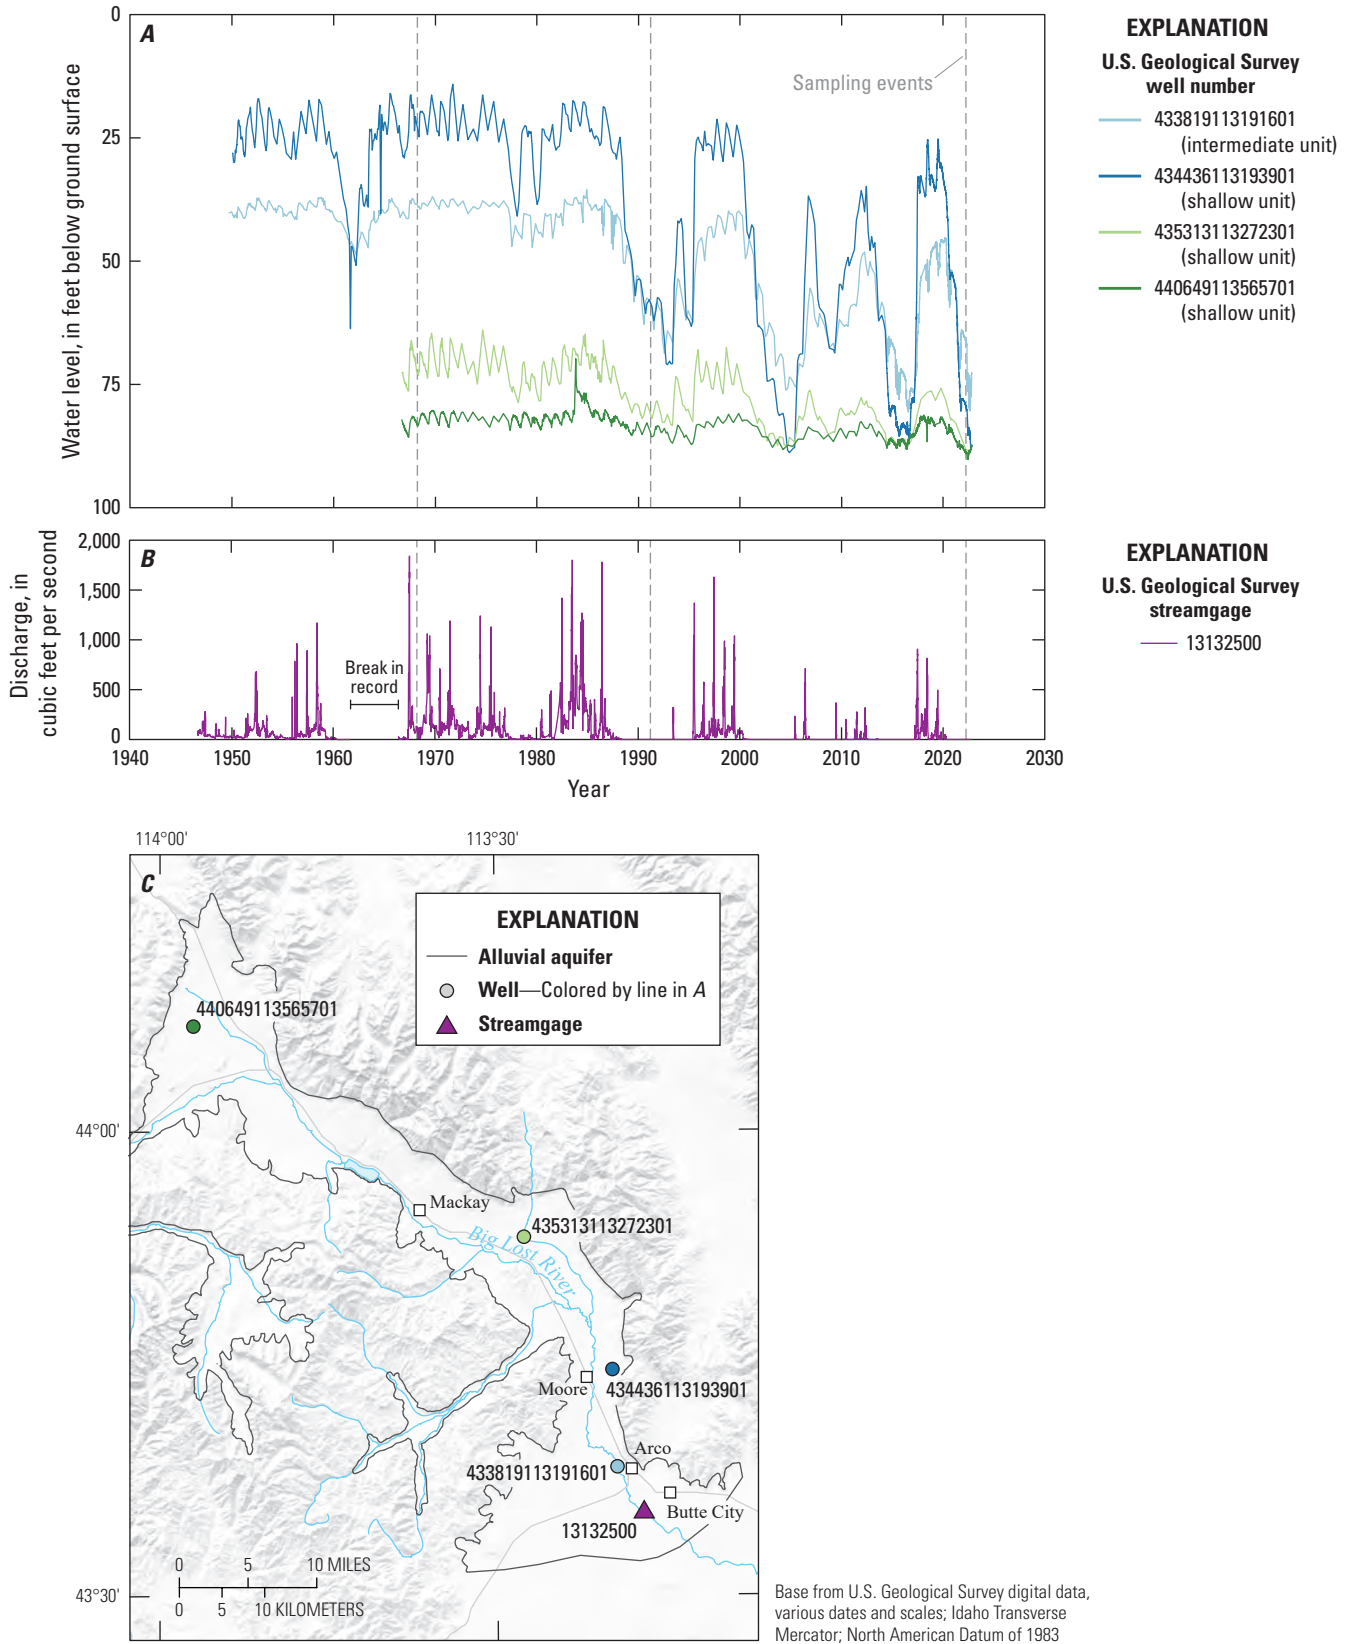 A
Water level, in feet below ground surface
0
25
50
75
100
Sampling events
EXPLANATION
U.S. Geological Survey
well number
433819113191601
(intermediate unit)
434436113193901
(shallow unit)
435313113272301
(shallow unit)
440649113565701
(shallow unit)
B
Discharge, in
cubic feet per second
2,000
1,500
1,000
500
0
Break in
record
1940 1950 1960 1970 1980 1990 2000 2010 2020 2030
Year
EXPLANATION
U.S. Geological Survey
streamgage
13132500
114°00' 113°30'
C
EXPLANATION
Alluvial aquifer
Well—Colored by line in A
Streamgage
440649113565701
44°00'
Mackay
435313113272301
Big Lost River
Moore
434436113193901
Arco
433819113191601
Butte City
13132500
0 5 10 MILES
0 5 10 KILOMETERS
43°30'
Base from U.S. Geological Survey digital data,
various dates and scales; Idaho Transverse
Mercator; North American Datum of 1983